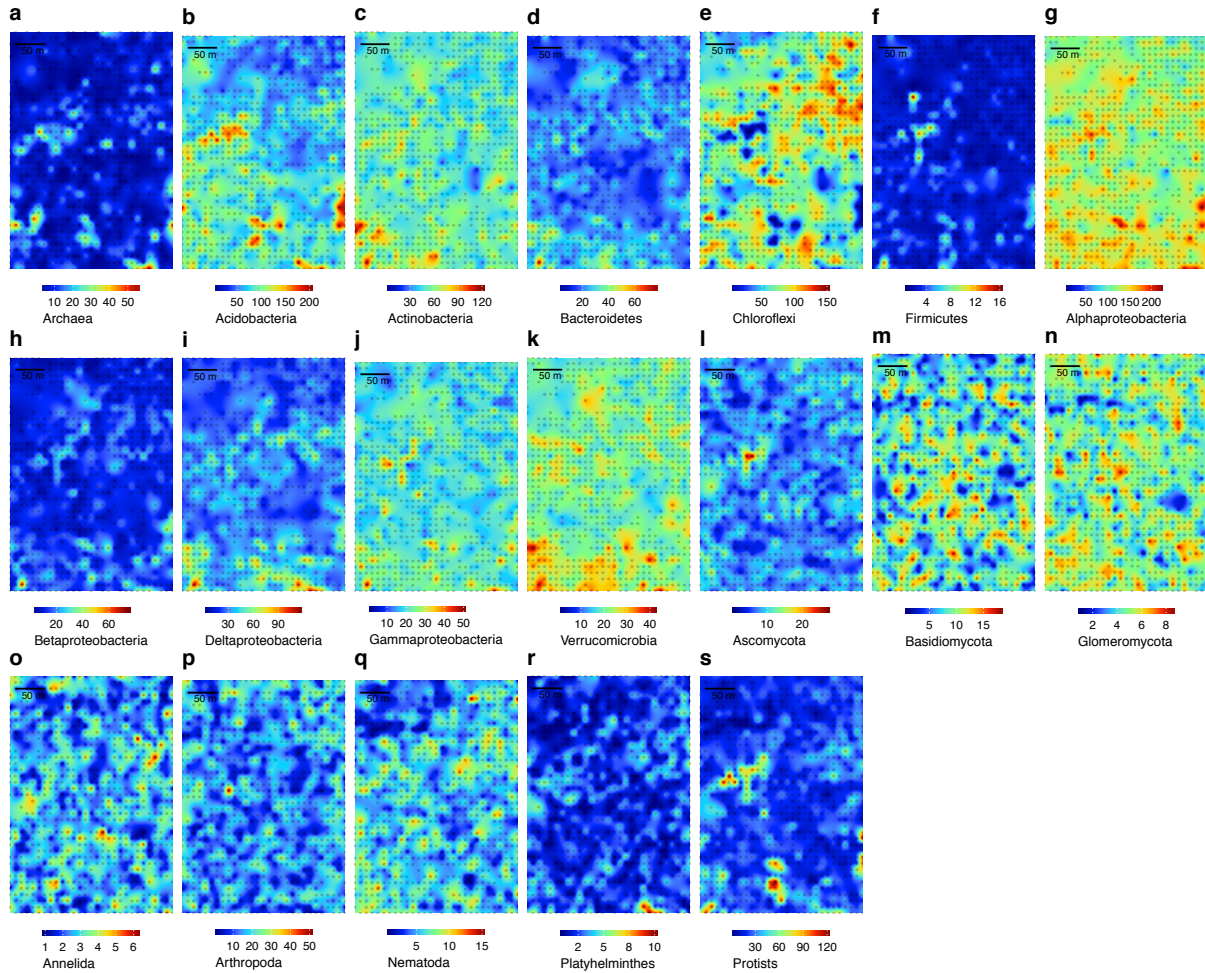 a b c d e f g
50 m 50 m 50 m 50 m 50 m 50 m 50 m
10 20 30 40 50 50 100 150 200 30 60 90 120 20 40 60 50 100 150 4 8 12 16 50 100 150 200
Archaea Acidobacteria Actinobacteria Bacteroidetes Chloroflexi Firmicutes Alphaproteobacteria
h i j k l m n
50 m 50 m 50 m 50 m 50 m 50 m 50 m
20 40 60 30 60 90 10 20 30 40 50 10 20 30 40 10 20 5 10 15 2 4 6 8
Betaproteobacteria Deltaproteobacteria Gammaproteobacteria Verrucomicrobia Ascomycota Basidiomycota Glomeromycota
o p q r s
50 m 50 m 50 m 50 m 50 m
1 2 3 4 5 6 10 20 30 40 50 5 10 15 2 4 6 8 10 30 60 90 120
Annelida Arthropoda Nematoda Platyhelminthes Protists